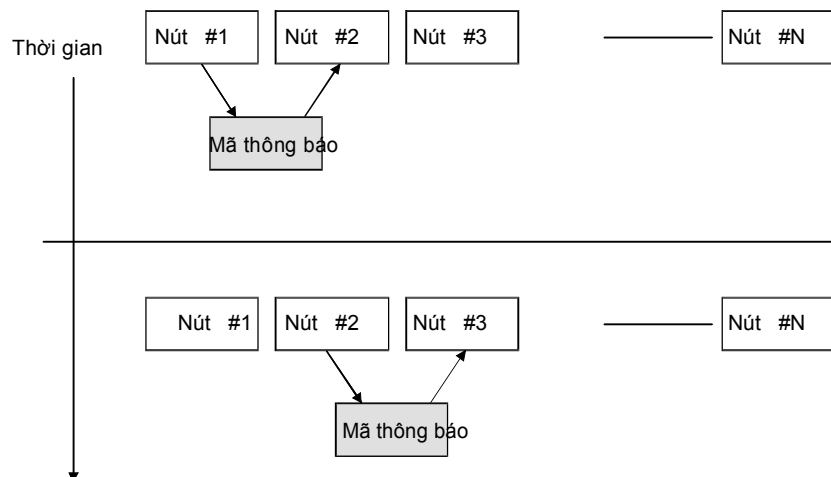 Thời gian
Nút #1
Nút #2
Nút #3
Nút #N
Mã thông báo
Nút #1
Nút #2
Nút #3
Nút #N
Mã thông báo